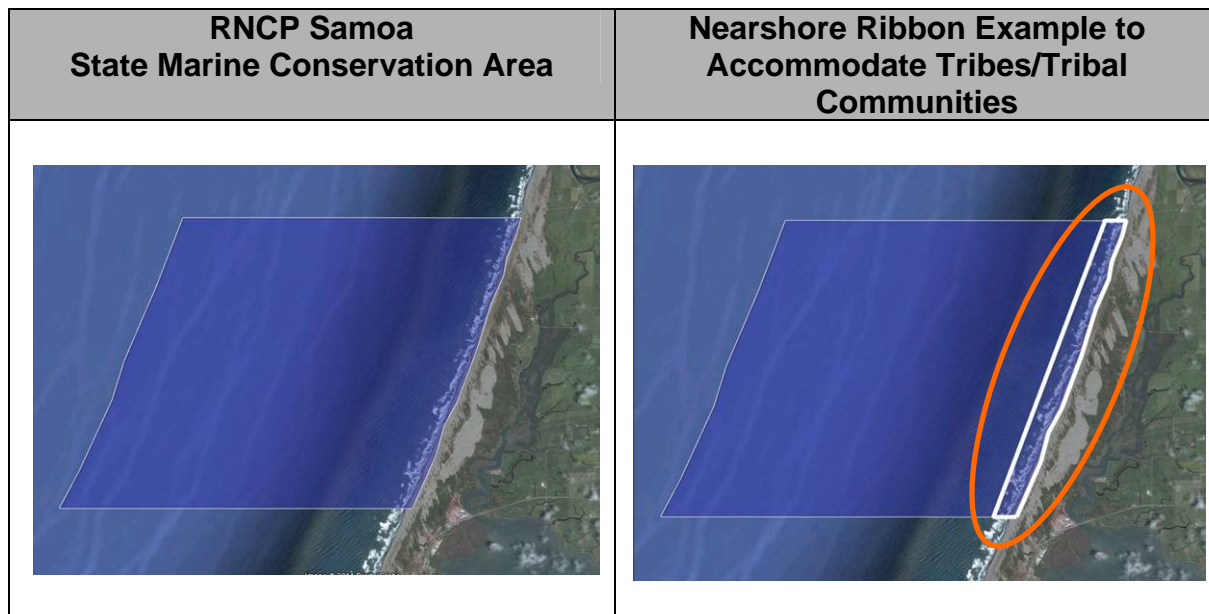 RNCP Samoa
State Marine Conservation Area
Nearshore Ribbon Example to
Accommodate Tribes/Tribal
Communities